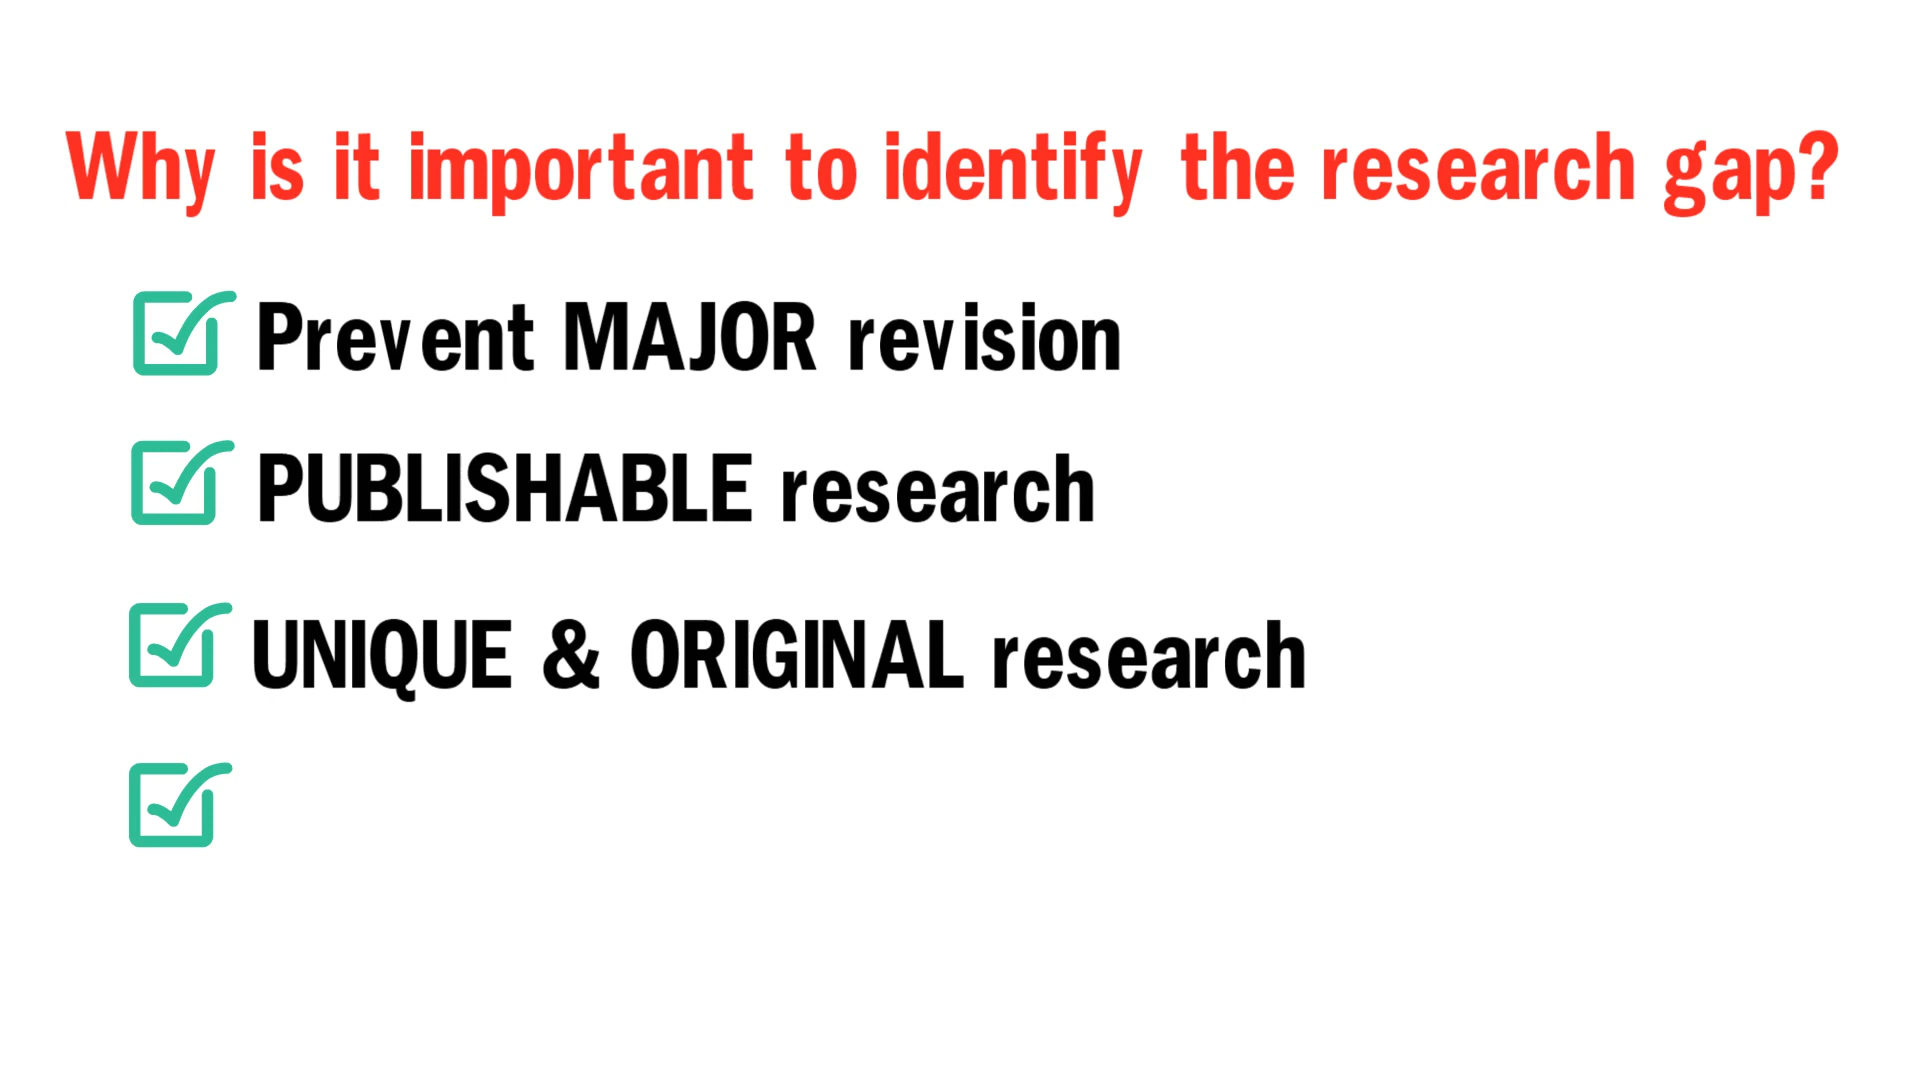 Why is it important to identify the research gap?
Prevent MAJOR revision
PUBLISHABLE research
UNIQUE & ORIGINAL research